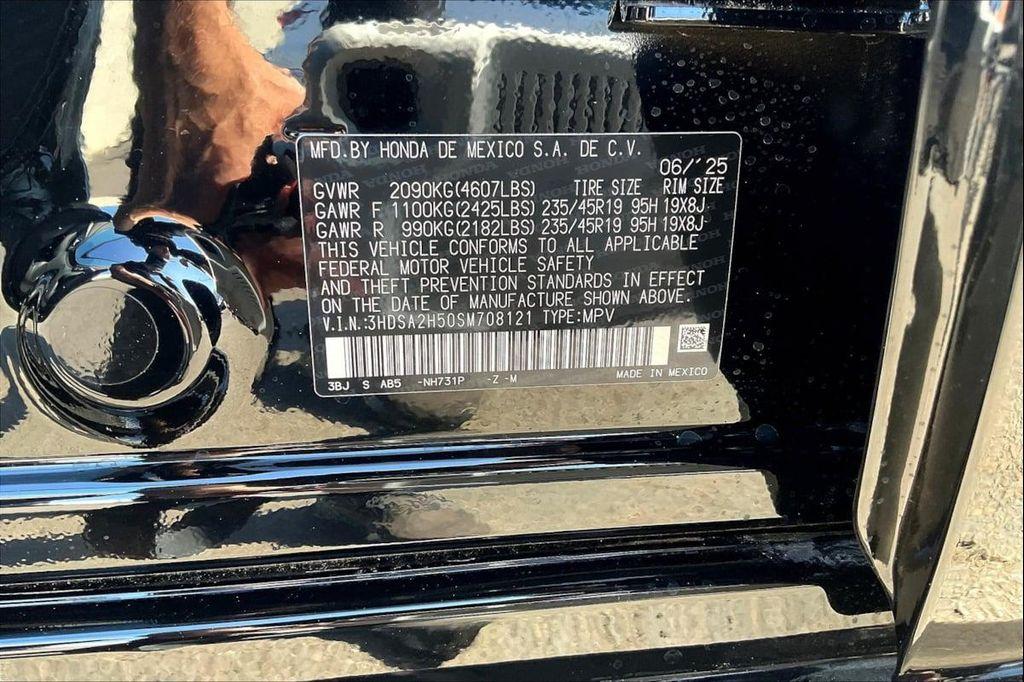 MFD.BY HONDA DE MEXICO S.A. DE C.V.
06/'25
GVWR 2090KG(4607LBS) TIRE SIZE RIM SIZE
GAWR F 1100KG(2425LBS) 235/45R19 95H 19X8J
GAWR R 990KG(2182LBS) 235/45R19 95H 19X8J
THIS VEHICLE CONFORMS TO ALL APPLICABLE
FEDERAL MOTOR VEHICLE SAFETY
AND THEFT PREVENTION STANDARDS IN EFFECT
ON THE DATE OF MANUFACTURE SHOWN ABOVE.
V.I.N.:3HDSA2H50SM708121 TYPE:MPV
3BJ S AB5 -NH731P -Z -M MADE IN MEXICO